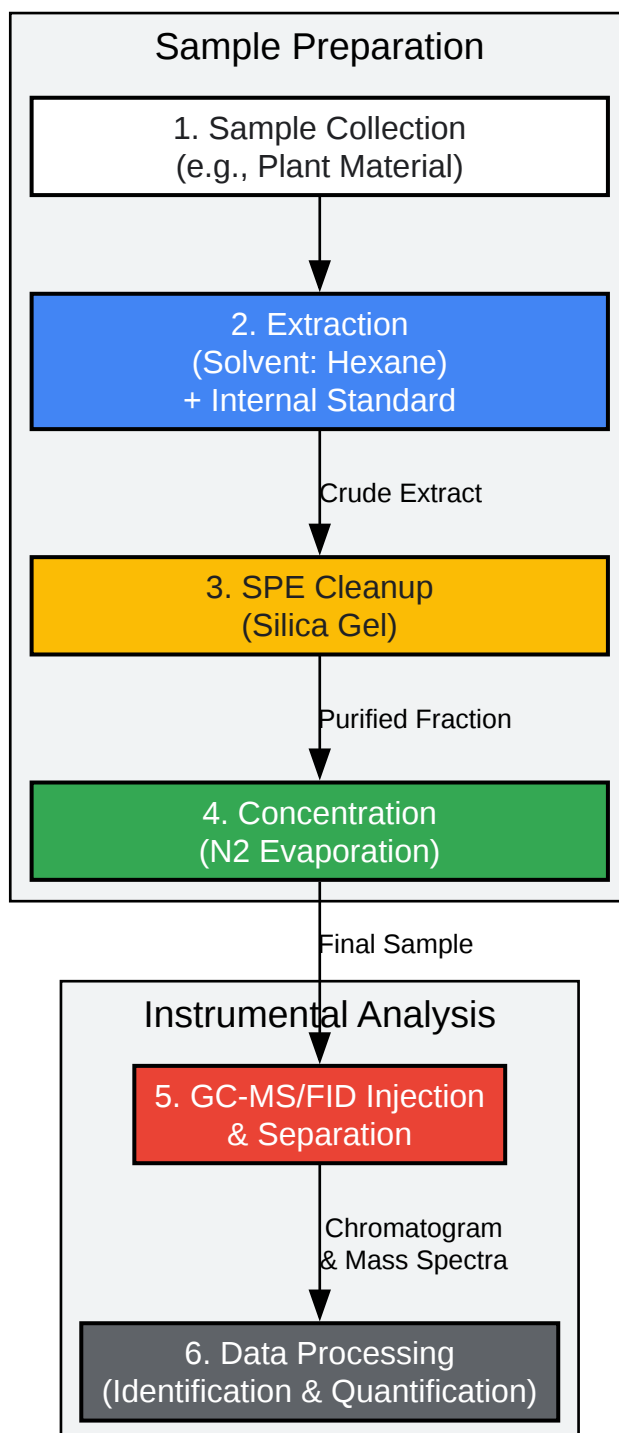 Sample Preparation
1. Sample Collection
(e.g., Plant Material)
2. Extraction
(Solvent: Hexane)
+ Internal Standard
Crude Extract
3. SPE Cleanup
(Silica Gel)
Purified Fraction
4. Concentration
(N2 Evaporation)
Final Sample
Instrumental Analysis
5. GC-MS/FID Injection
& Separation
Chromatogram
& Mass Spectra
6. Data Processing
(Identification & Quantification)